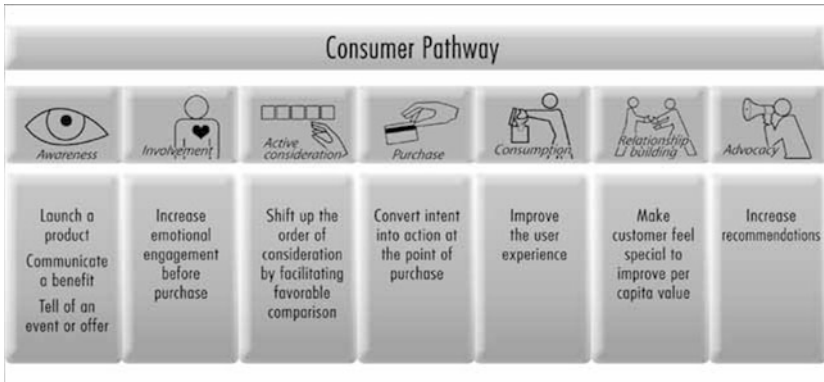 Consumer Pathway
Awareness
Involvement
Active
consideration
Purchase
Consumption
Relationship
building
Advocacy
Launch a
product
Communicate
a benefit
Tell of an
event or offer
Increase
emotional
engagement
before
purchase
Shift up the
order of
consideration
by facilitating
favorable
comparison
Convert intent
into action at
the point of
purchase
Improve
the user
experience
Make
customer feel
special to
improve per
capita value
Increase
recommendations